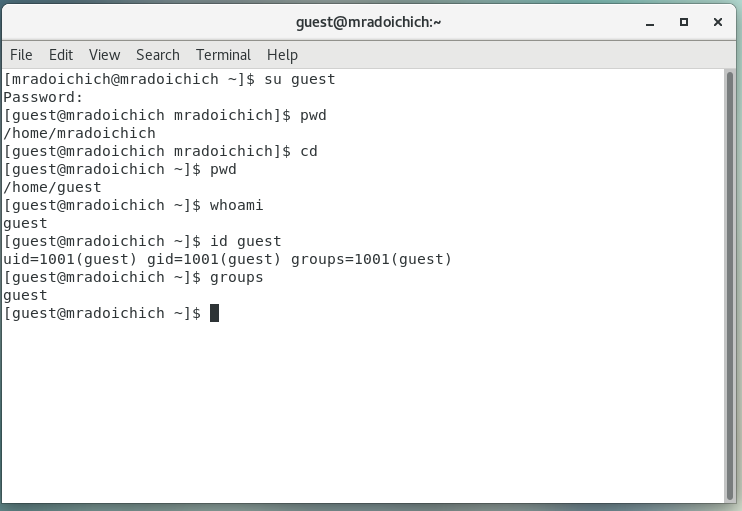 guest@mradoichich:~
File Edit View Search Terminal Help
[mradoichich@mradoichich ~]$ su guest
Password:
[guest@mradoichich mradoichich]$ pwd
/home/mradoichich
[guest@mradoichich mradoichich]$ cd
[guest@mradoichich ~]$ pwd
/home/guest
[guest@mradoichich ~]$ whoami
guest
[guest@mradoichich ~]$ id guest
uid=1001(guest) gid=1001(guest) groups=1001(guest)
[guest@mradoichich ~]$ groups
guest
[guest@mradoichich ~]$